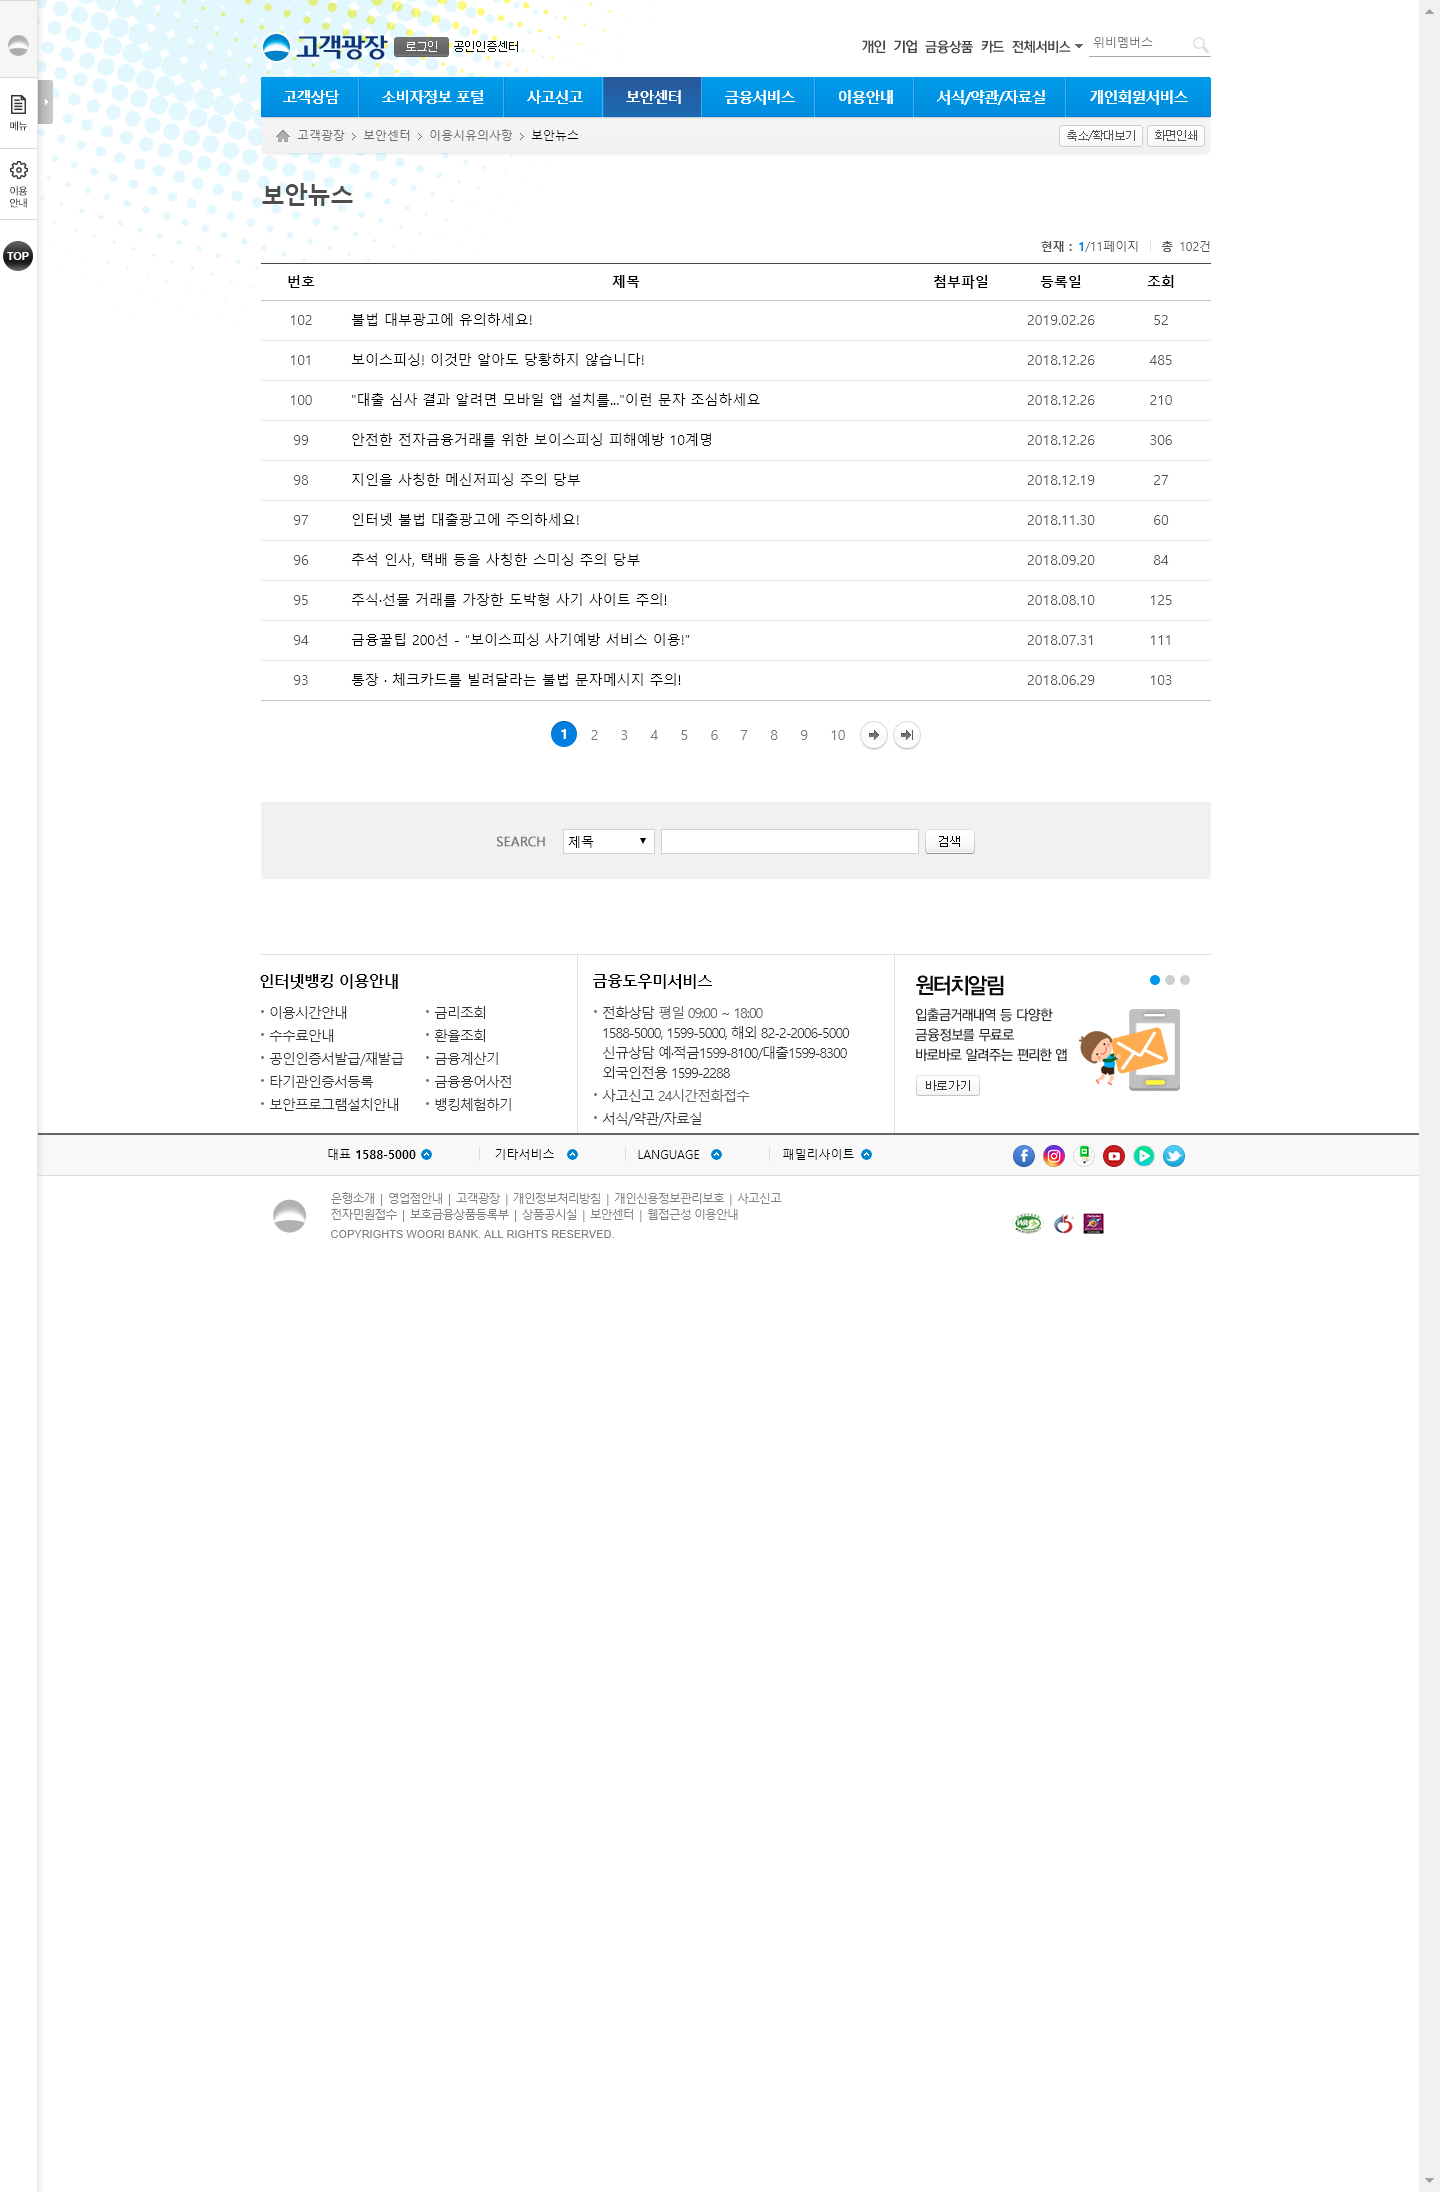 고객광장 로그인 공인인증센터
개인 기업 금융상품 카드 전체서비스 위비멤버스
메뉴
이용
안내
TOP
고객상담 소비자정보 포털 사고신고 보안센터 금융서비스 이용안내 서식/약관/자료실 개인회원서비스
고객광장 > 보안센터 > 이용시유의사항 > 보안뉴스 축소/확대보기 화면인쇄
보안뉴스
현재 : 1/11페이지 | 총 102건
번호 제목 첨부파일 등록일 조회
102 불법 대부광고에 유의하세요! 2019.02.26 52
101 보이스피싱! 이것만 알아도 당황하지 않습니다! 2018.12.26 485
100 "대출 심사 결과 알려면 모바일 앱 설치를..."이런 문자 조심하세요 2018.12.26 210
99 안전한 전자금융거래를 위한 보이스피싱 피해예방 10계명 2018.12.26 306
98 지인을 사칭한 메신저피싱 주의 당부 2018.12.19 27
97 인터넷 불법 대출광고에 주의하세요! 2018.11.30 60
96 추석 인사, 택배 등을 사칭한 스미싱 주의 당부 2018.09.20 84
95 주식·선물 거래를 가장한 도박형 사기 사이트 주의! 2018.08.10 125
94 금융꿀팁 200선 - “보이스피싱 사기예방 서비스 이용!” 2018.07.31 111
93 통장 · 체크카드를 빌려달라는 불법 문자메시지 주의! 2018.06.29 103
1 2 3 4 5 6 7 8 9 10
SEARCH 제목 검색
인터넷뱅킹 이용안내
· 이용시간안내 · 금리조회
· 수수료안내 · 환율조회
· 공인인증서발급/재발급 · 금융계산기
· 타기관인증서등록 · 금융용어사전
· 보안프로그램설치안내 · 뱅킹체험하기
금융도우미서비스
· 전화상담 평일 09:00 ~ 18:00
1588-5000, 1599-5000, 해외 82-2-2006-5000
신규상담 예·적금1599-8100/대출1599-8300
외국인전용 1599-2288
· 사고신고 24시간전화접수
· 서식/약관/자료실
원터치알림
입출금거래내역 등 다양한
금융정보를 무료로
바로바로 알려주는 편리한 앱
바로가기
대표 1588-5000 기타서비스 LANGUAGE 패밀리사이트
은행소개 | 영업점안내 | 고객광장 | 개인정보처리방침 | 개인신용정보관리보호 | 사고신고
전자민원접수 | 보호금융상품등록부 | 상품공시실 | 보안센터 | 웹접근성 이용안내
COPYRIGHTS WOORI BANK. ALL RIGHTS RESERVED.